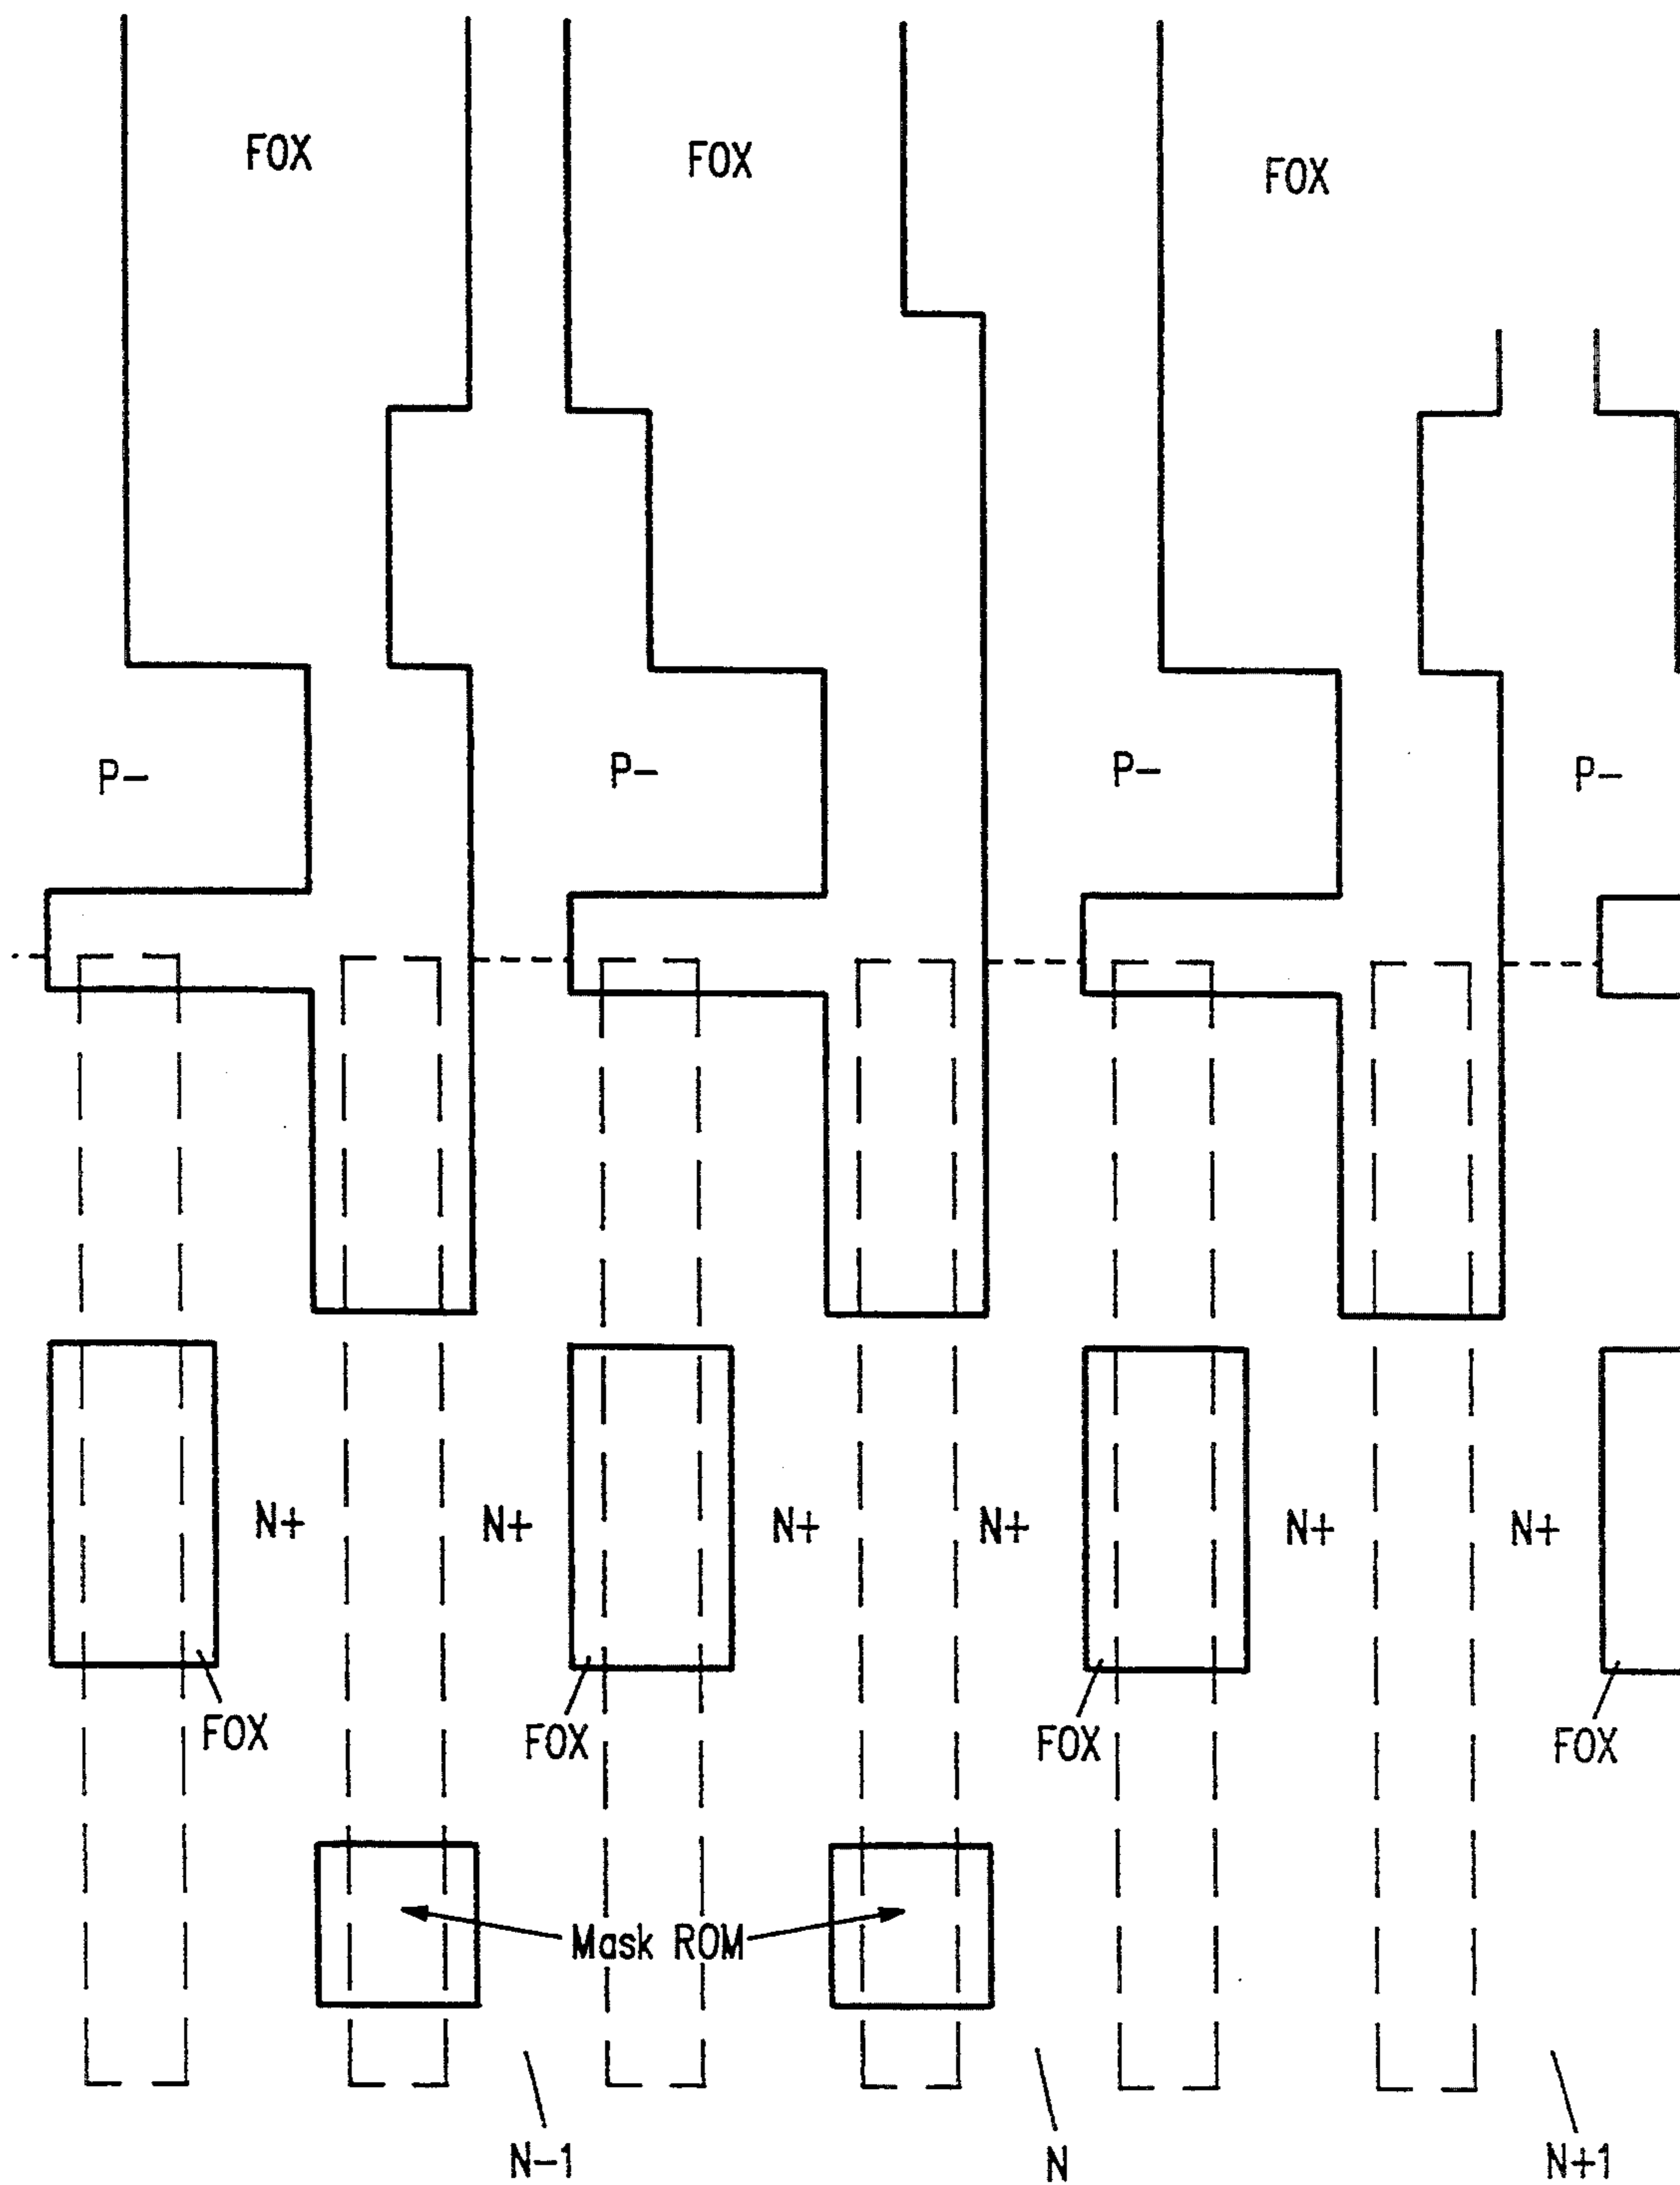 FOX
FOX
FOX
P-
P-
P-
P-
N+
N+
N+
N+
N+
N+
FOX
FOX
FOX
FOX
Mask ROM
N-1
N
N+1